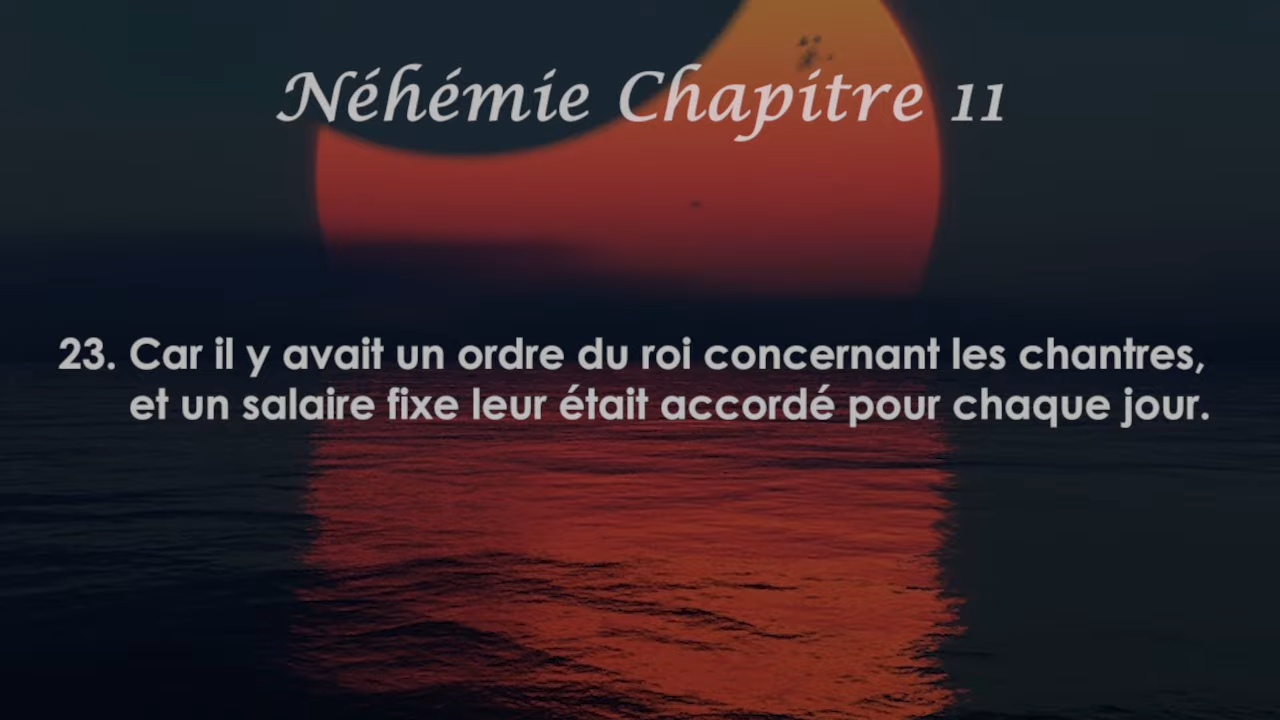 Néhémie Chapitre 11
23. Car il y avait un ordre du roi concernant les chantres,
et un salaire fixe leur était accordé pour chaque jour.